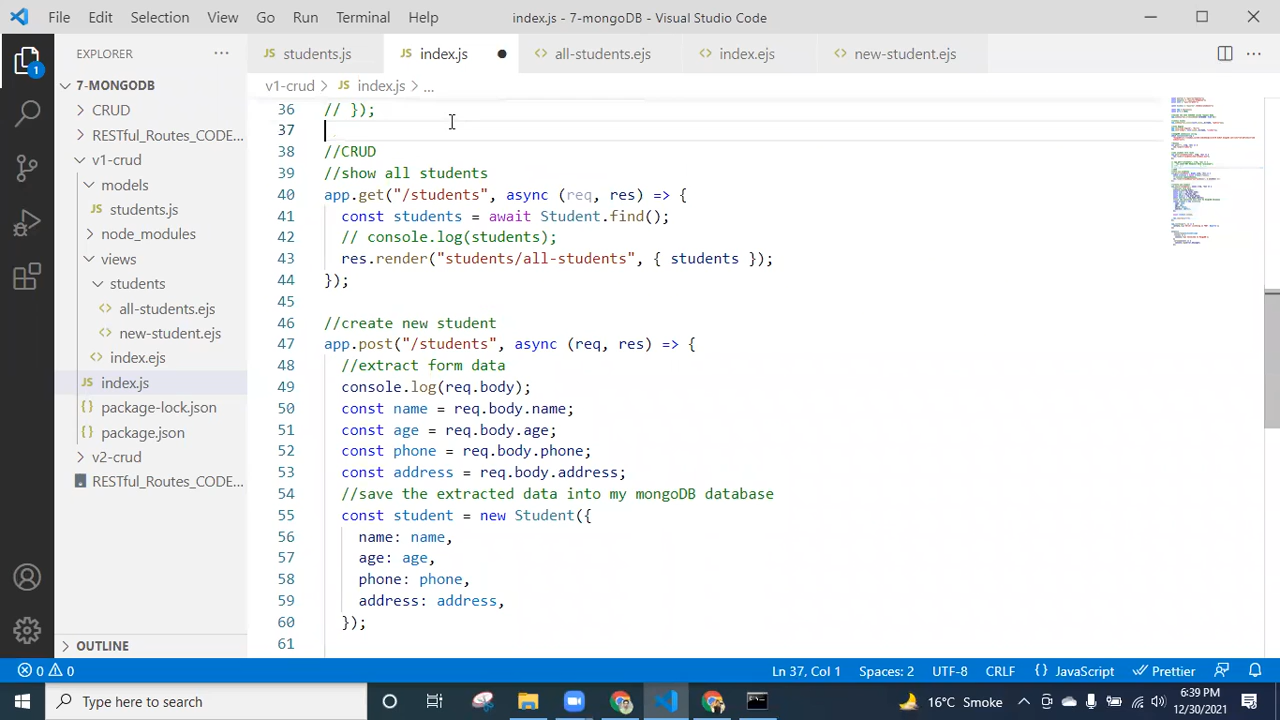 File Edit Selection View Go Run Terminal Help index.js - 7-mongoDB - Visual Studio Code
EXPLORER ··· students.js index.js ● all-students.ejs index.ejs new-student.ejs ···
7-MONGODB
v1-crud > JS index.js > ...
CRUD
RESTful_Routes_CODE...
v1-crud
models
JS students.js
node_modules
views
students
<> all-students.ejs
<> new-student.ejs
<> index.ejs
JS index.js
{} package-lock.json
{} package.json
v2-crud
RESTful_Routes_CODE...
OUTLINE
36 // });
37
38 CRUD
39 show all students
40 .get("/students" async (req, res) =>
41 const students = await Student.find();
42 // console.log(students);
43 res.render("students/all-students", students });
44 });
45
46 //create new student
47 app.post("/students", async (req, res) => {
48 //extract form data
49 console.log(req.body);
50 const name = req.body.name;
51 const age = req.body.age;
52 const phone = req.body.phone;
53 const address = req.body.address;
54 //save the extracted data into my mongoDB database
55 const student = new Student({
56 name: name,
57 age: age,
58 phone: phone,
59 address: address,
60 });
61
0 0 Ln 37, Col 1 Spaces: 2 UTF-8 CRLF {} JavaScript Prettier
Type here to search 16°C Smoke 6:39 PM
12/30/2021
1